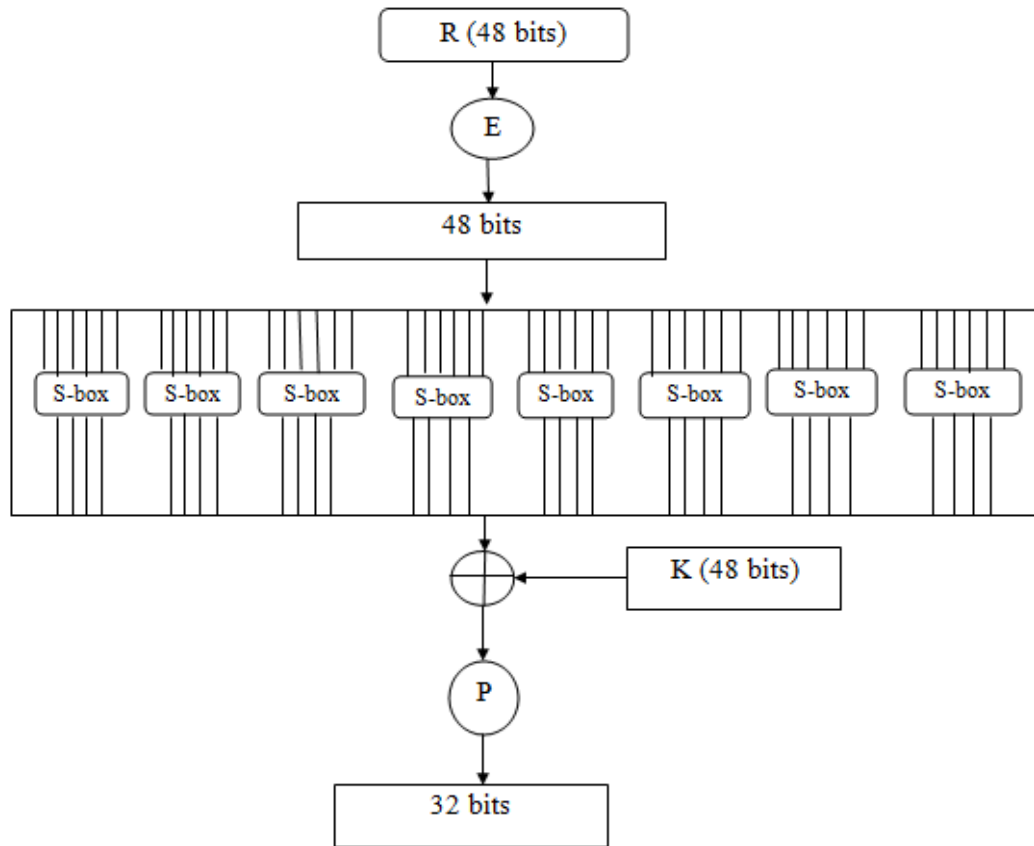 R (48 bits)
E
48 bits
S-box S-box S-box S-box S-box S-box S-box S-box
K (48 bits)
P
32 bits